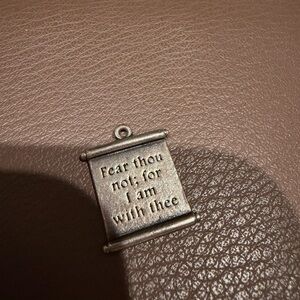 Fear thou
not; for
I am
with thee